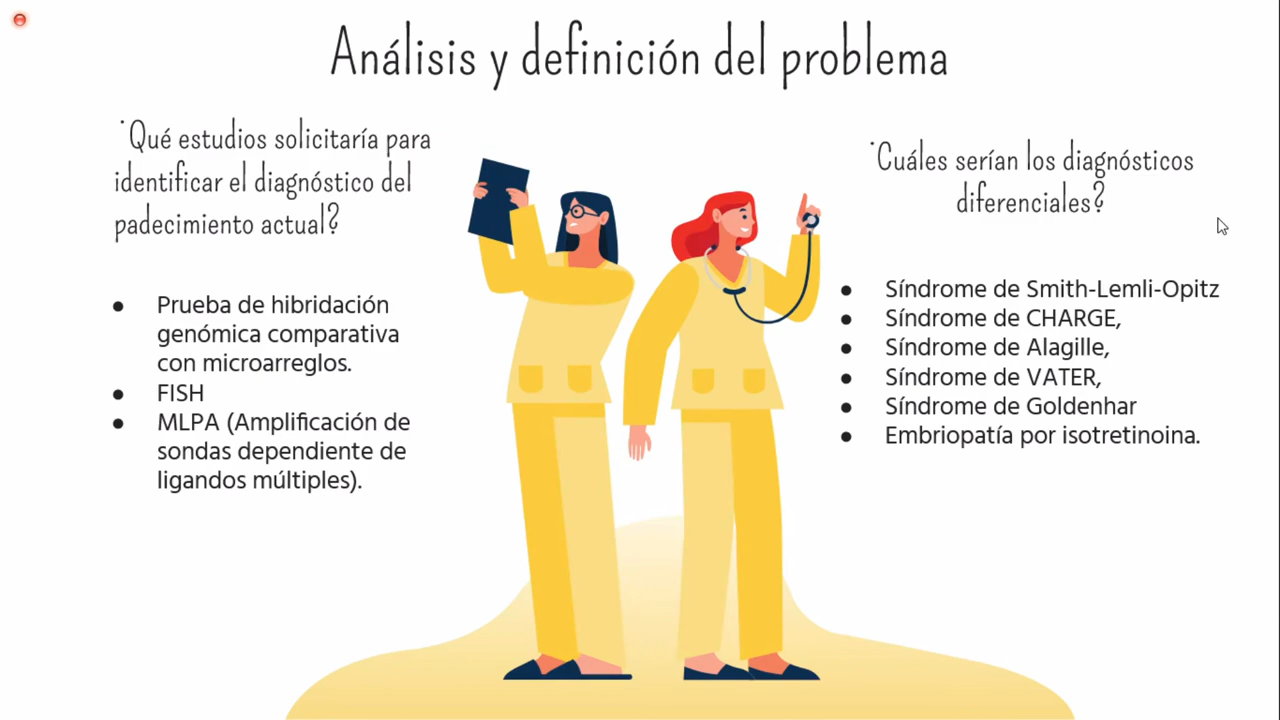 Análisis y definición del problema
˙Qué estudios solicitaría para
identificar el diagnóstico del
padecimiento actual?
● Prueba de hibridación
genómica comparativa
con microarreglos.
● FISH
● MLPA (Amplificación de
sondas dependiente de
ligandos múltiples).
˙Cuáles serían los diagnósticos
diferenciales?
● Síndrome de Smith-Lemli-Opitz
● Síndrome de CHARGE,
● Síndrome de Alagille,
● Síndrome de VATER,
● Síndrome de Goldenhar
● Embriopatía por isotretinoina.